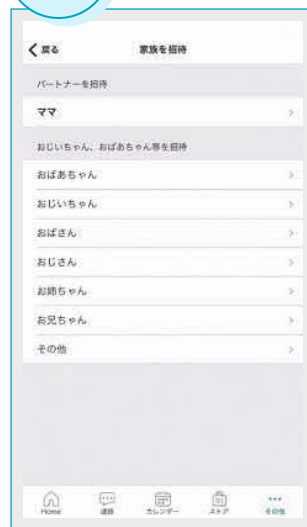 戻る 家族を招待
パートナーを招待
ママ
おじいちゃん、おばあちゃん等を招待
おばあちゃん
おじいちゃん
おばさん
おじさん
お姉ちゃん
お兄ちゃん
その他
Home 連絡 カレンダー ストア その他